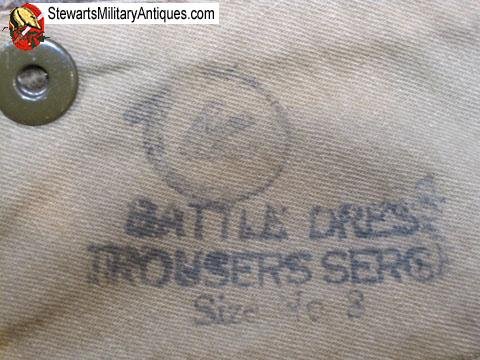 StewartsMilitaryAntiques.com
BATTLE DRESS
TROUSERS SERGE
Size No 8